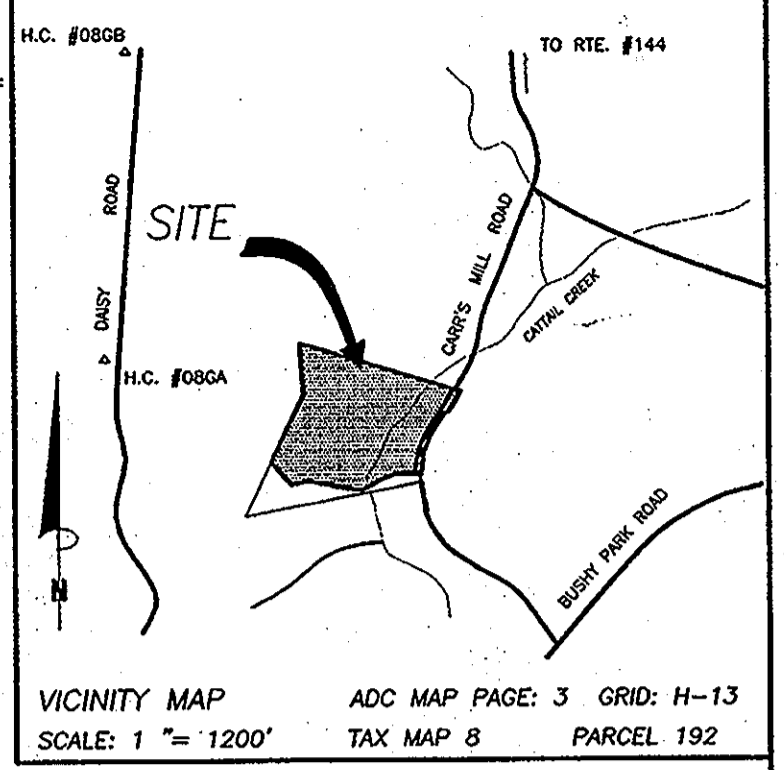 H.C. #08GB
TO RTE. #144
DAISY ROAD
SITE
CARR'S MILL ROAD
CATTAIL CREEK
H.C. #08GA
BUSHY PARK ROAD
N
VICINITY MAP
ADC MAP PAGE: 3 GRID: H-13
SCALE: 1 "= 1200'
TAX MAP 8
PARCEL 192